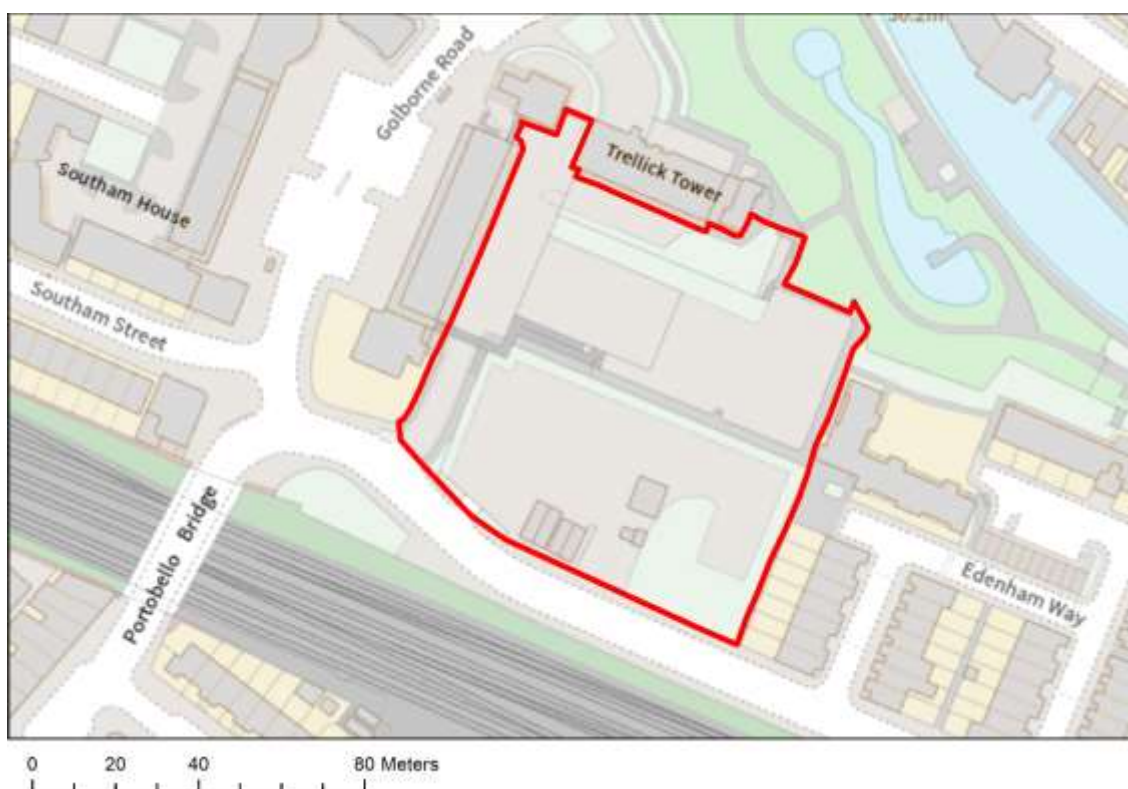 Golborne Road
Trellick Tower
Southam House
Southam Street
Portobello Bridge
Edenham Way
0 20 40 80 Meters